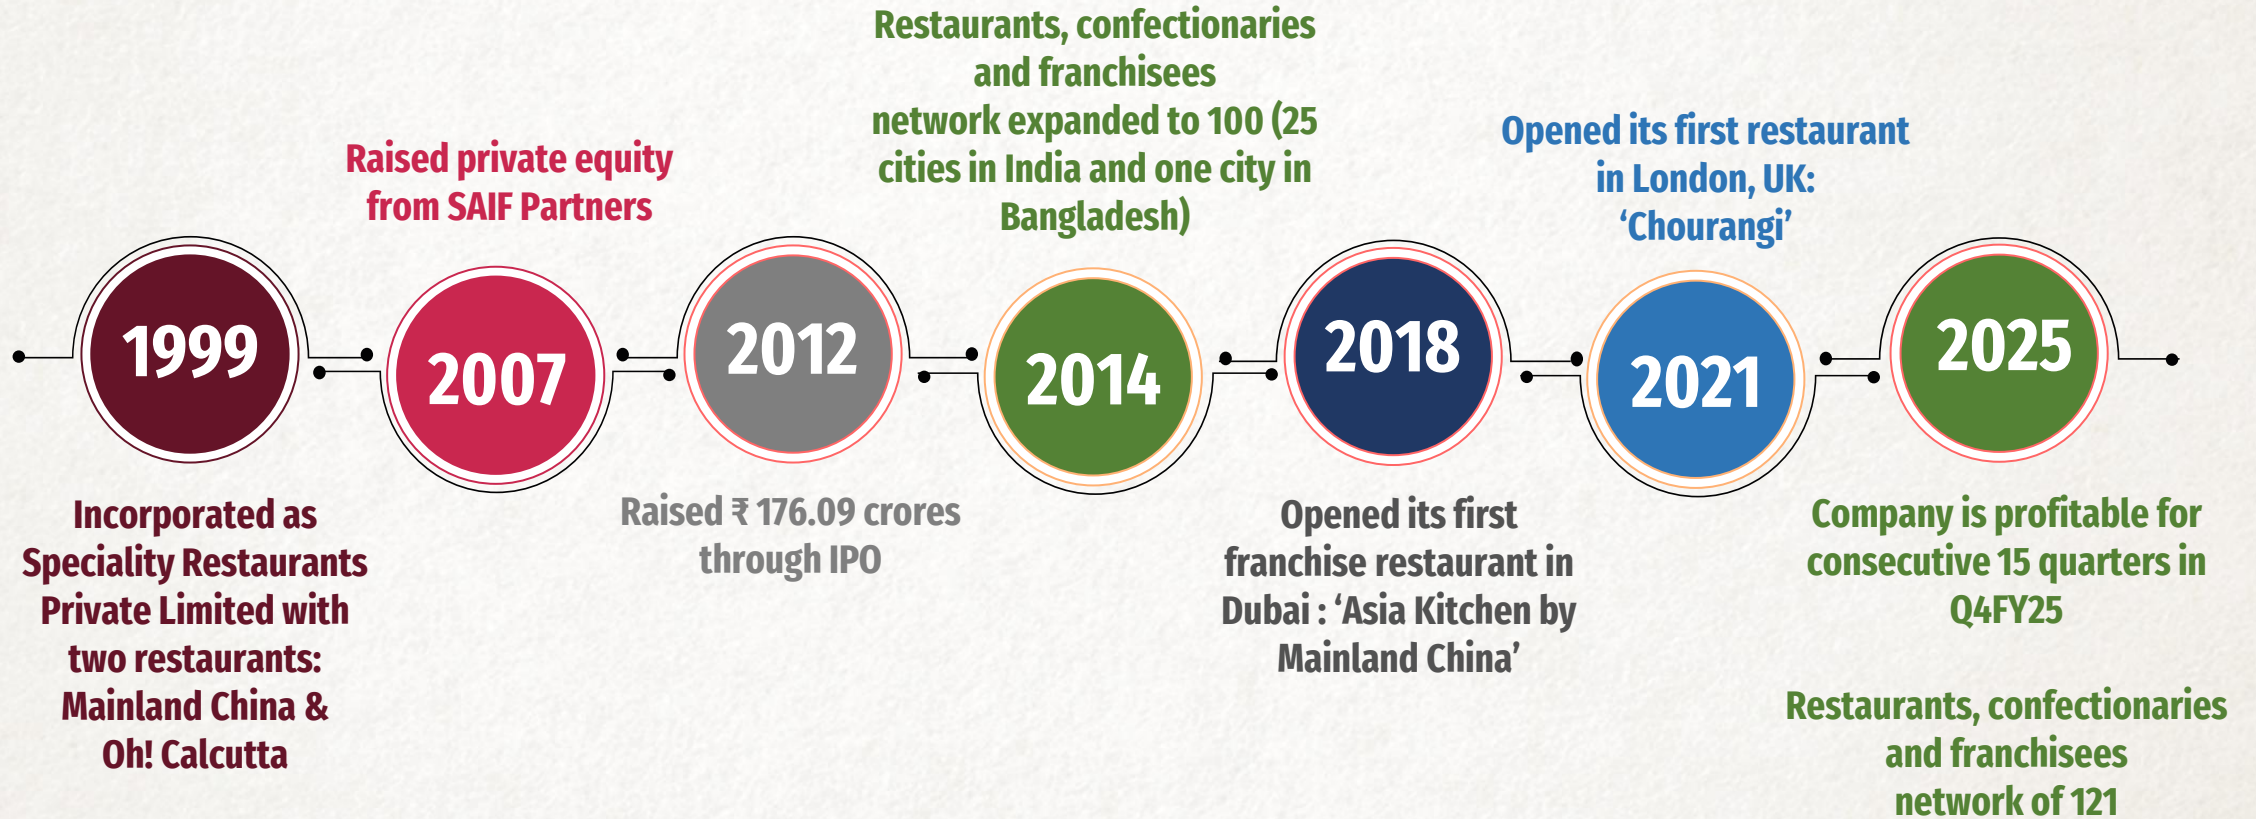 1999
Incorporated as
Speciality Restaurants
Private Limited with
two restaurants:
Mainland China &
Oh! Calcutta
Raised private equity
from SAIF Partners
2007
2012
Raised ₹ 176.09 crores
through IPO
Restaurants, confectionaries
and franchisees
network expanded to 100 (25
cities in India and one city in
Bangladesh)
2014
2018
Opened its first
franchise restaurant in
Dubai : ‘Asia Kitchen by
Mainland China’
Opened its first restaurant
in London, UK:
‘Chourangi’
2021
2025
Company is profitable for
consecutive 15 quarters in
Q4FY25
Restaurants, confectionaries
and franchisees
network of 121